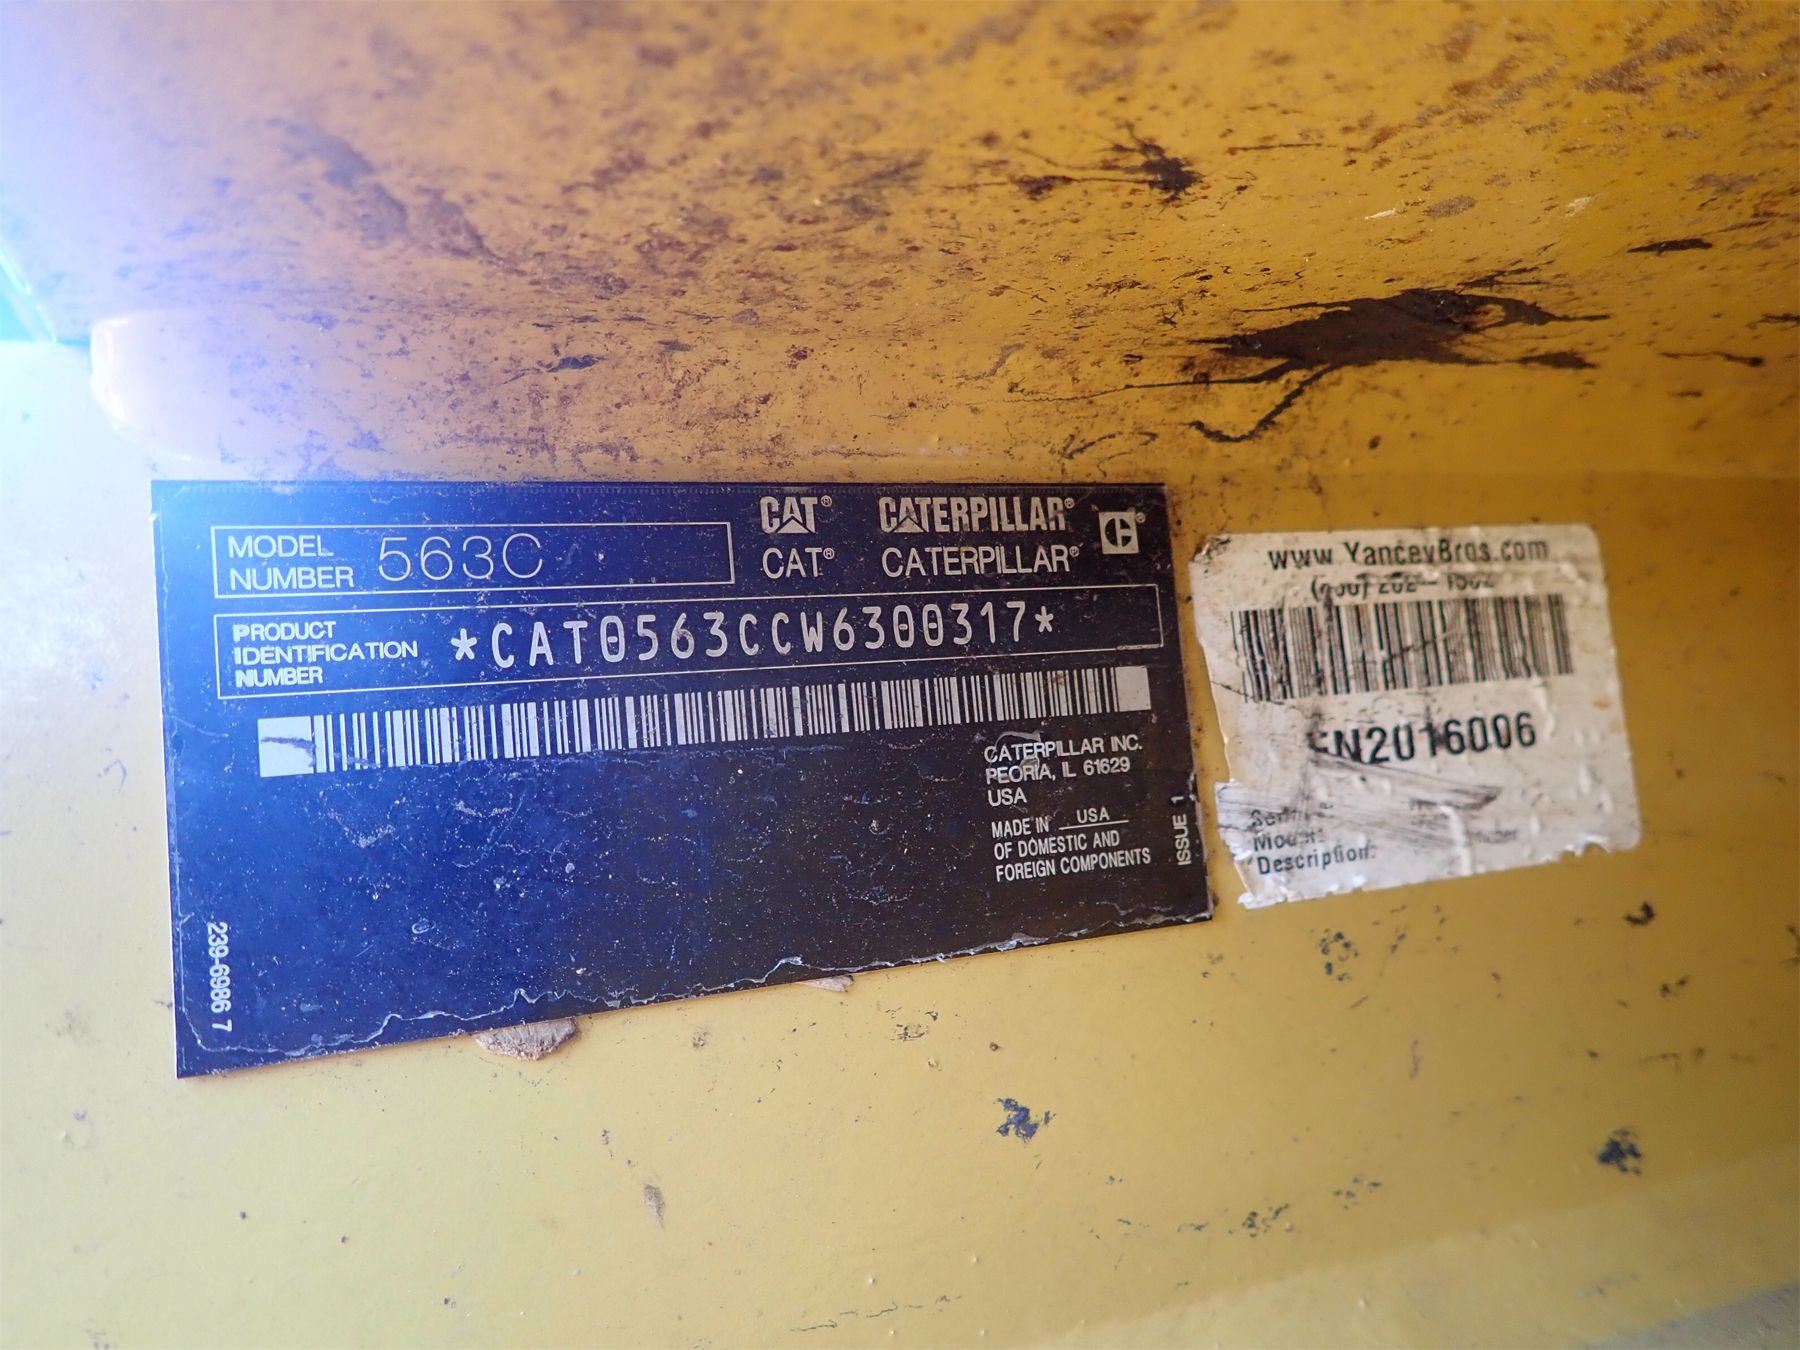 MODEL NUMBER 563C
CAT® CATERPILLAR® C®
CAT® CATERPILLAR®
PRODUCT IDENTIFICATION NUMBER *CAT0563CCW6300317*
CATERPILLAR INC.
PEORIA, IL 61629
USA
MADE IN USA
OF DOMESTIC AND
FOREIGN COMPONENTS
ISSUE 1
239-6986 7
www.YanceyBros.com
EN2016006
Description: